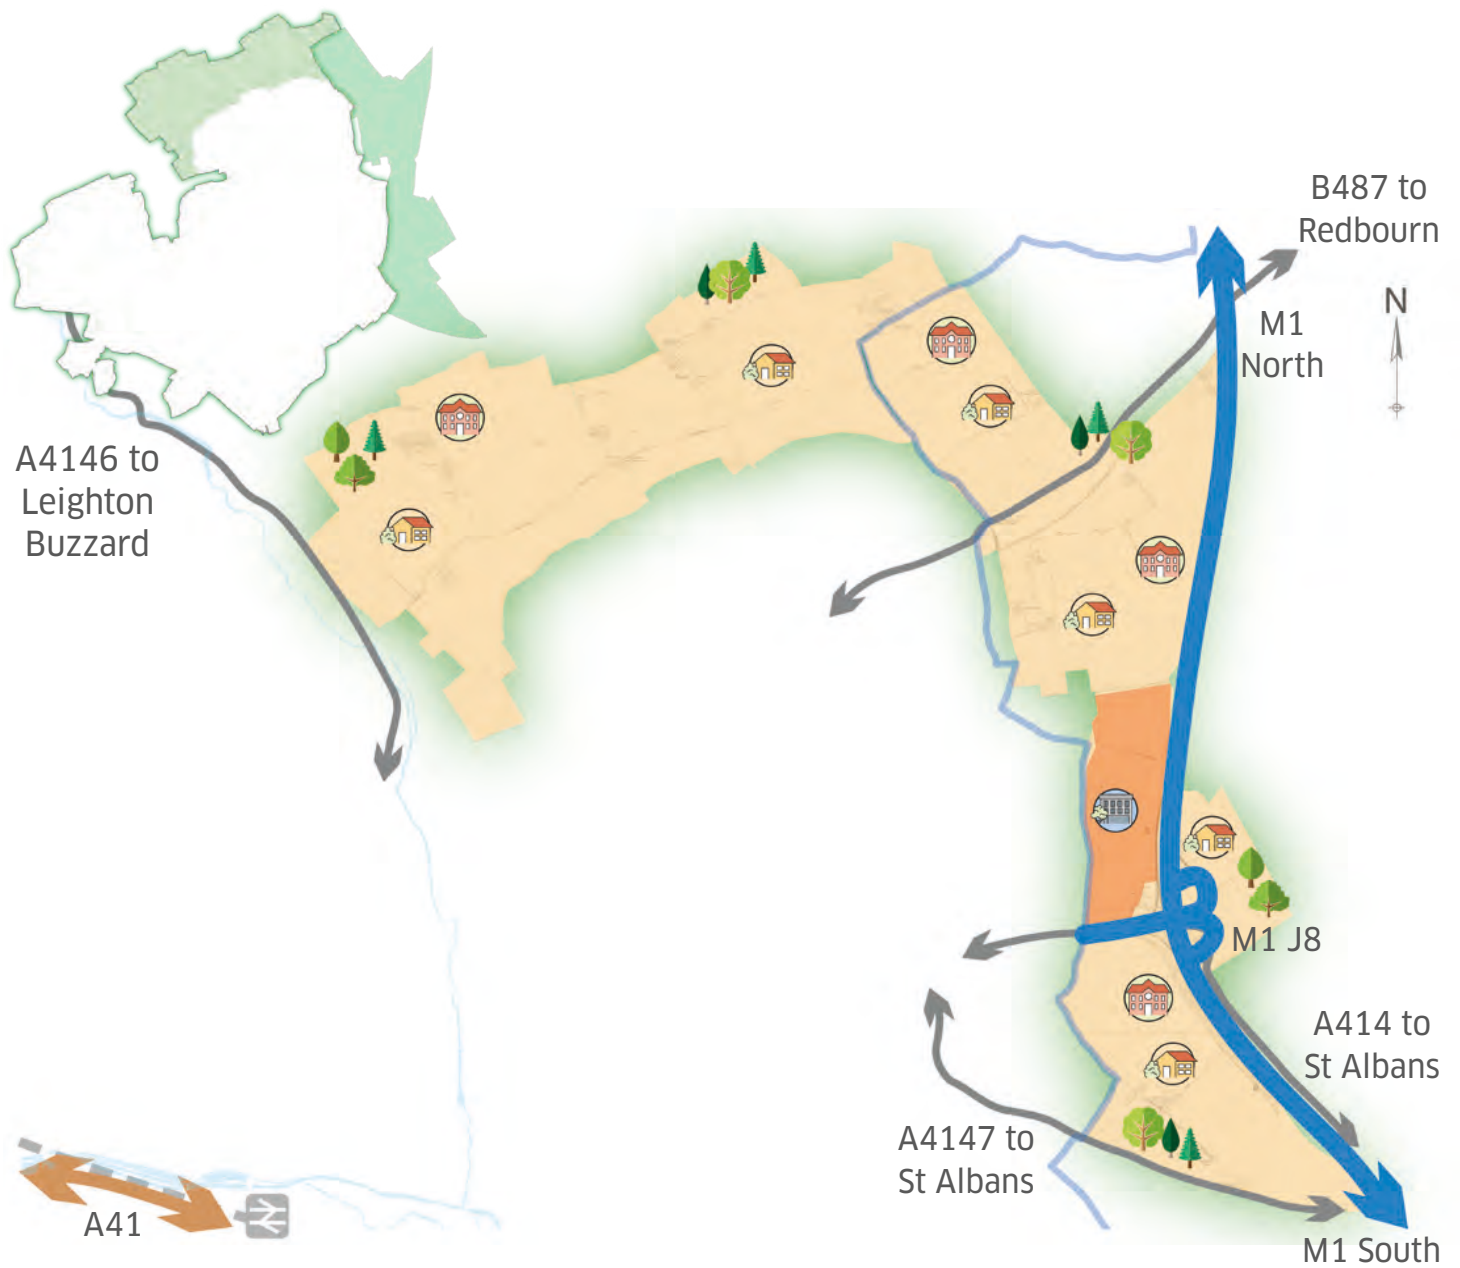 B487 to
Redbourn
N
M1
North
A4146 to
Leighton
Buzzard
M1 J8
A414 to
St Albans
A4147 to
St Albans
A41
M1 South